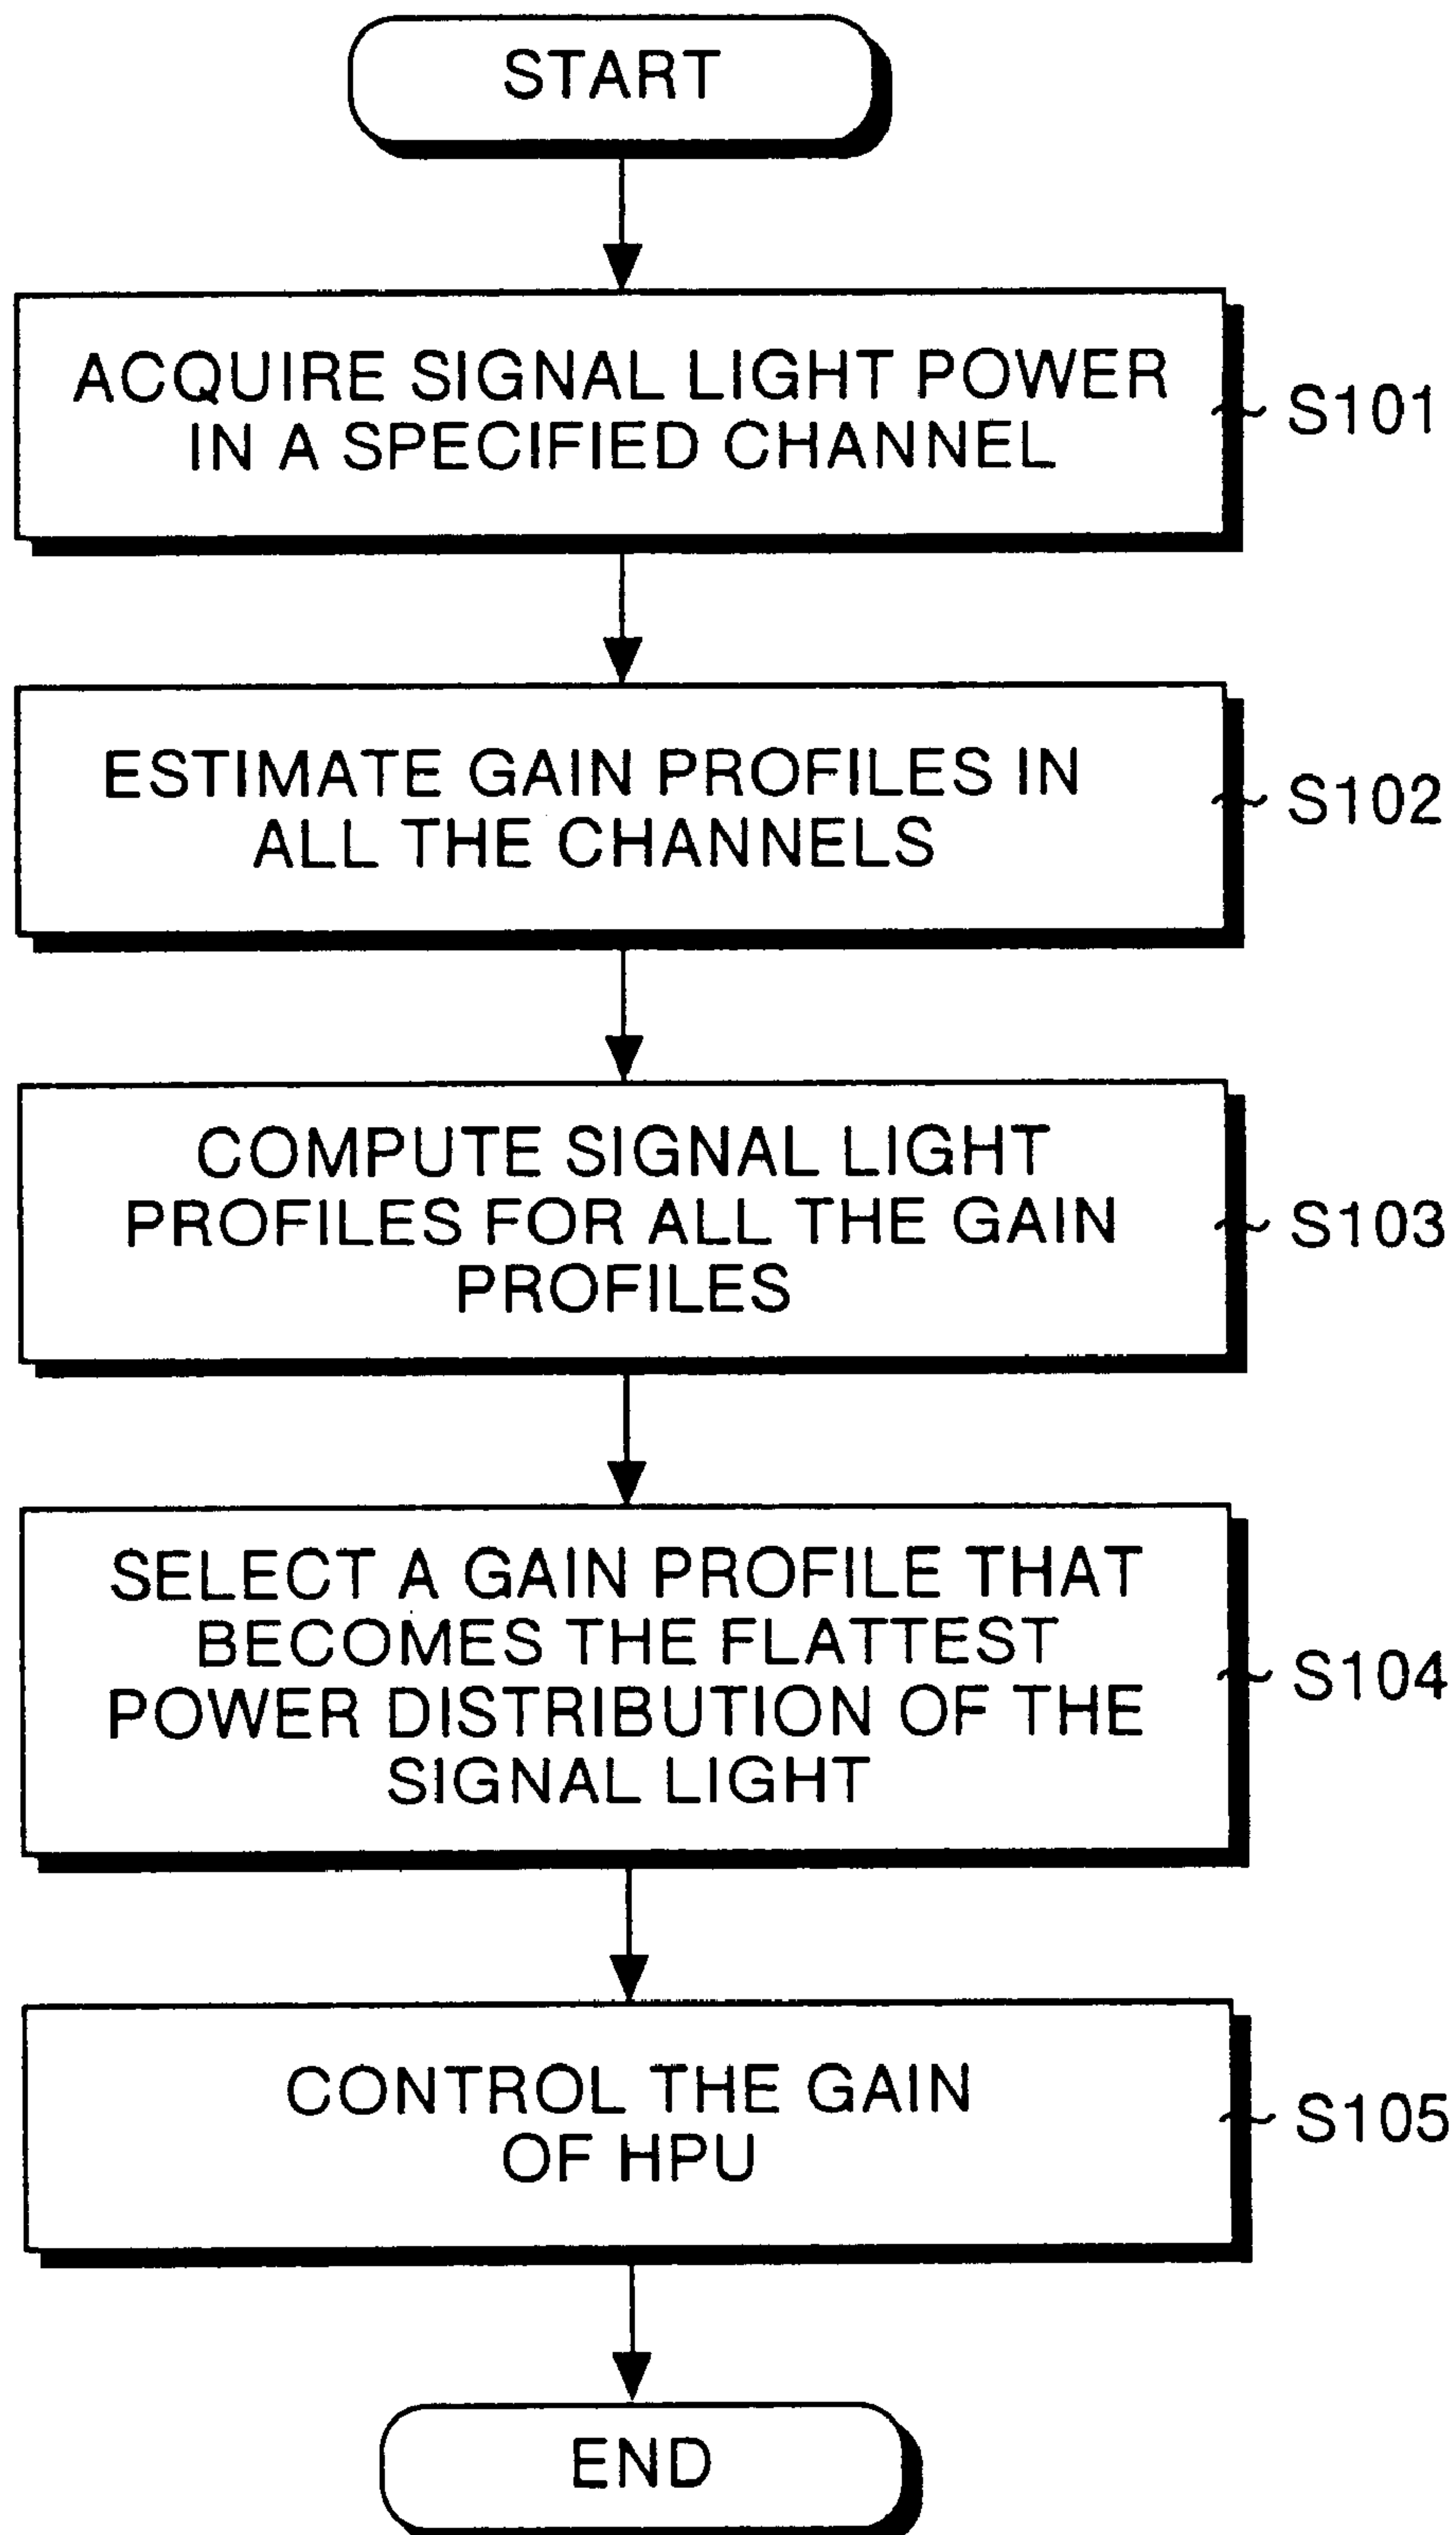 START
ACQUIRE SIGNAL LIGHT POWER
IN A SPECIFIED CHANNEL
S101
ESTIMATE GAIN PROFILES IN
ALL THE CHANNELS
S102
COMPUTE SIGNAL LIGHT
PROFILES FOR ALL THE GAIN
PROFILES
S103
SELECT A GAIN PROFILE THAT
BECOMES THE FLATTEST
POWER DISTRIBUTION OF THE
SIGNAL LIGHT
S104
CONTROL THE GAIN
OF HPU
S105
END